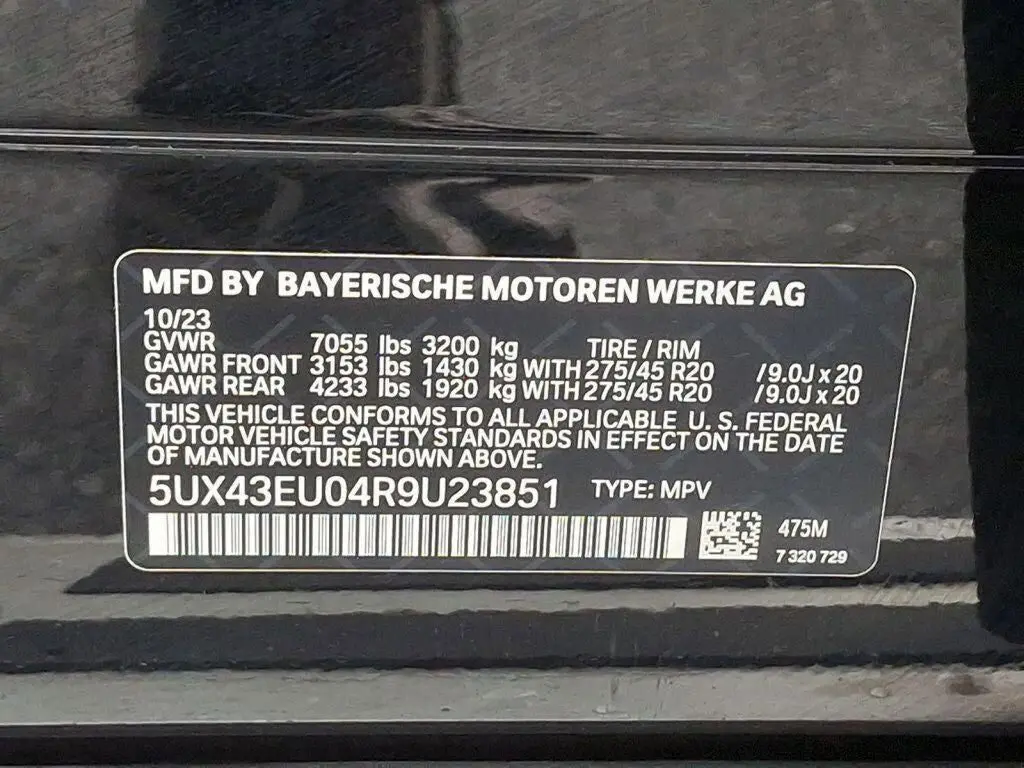 MFD BY BAYERISCHE MOTOREN WERKE AG
10/23
GVWR 7055 lbs 3200 kg TIRE / RIM
GAWR FRONT 3153 lbs 1430 kg WITH 275/45 R20 /9.0J x 20
GAWR REAR 4233 lbs 1920 kg WITH 275/45 R20 /9.0J x 20
THIS VEHICLE CONFORMS TO ALL APPLICABLE U. S. FEDERAL
MOTOR VEHICLE SAFETY STANDARDS IN EFFECT ON THE DATE
OF MANUFACTURE SHOWN ABOVE.
5UX43EU04R9U23851 TYPE: MPV
475M
7 320 729